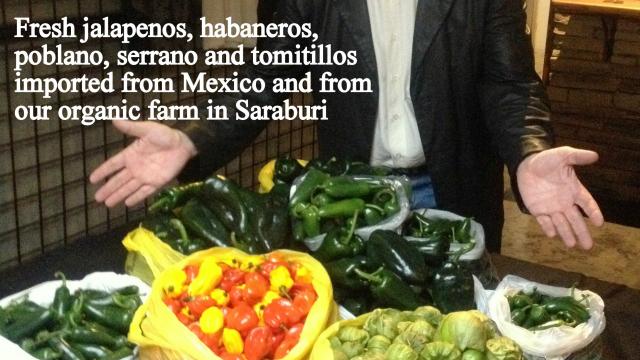 Fresh jalapenos, habaneros,
poblano, serrano and tomitillos
imported from Mexico and from
our organic farm in Saraburi